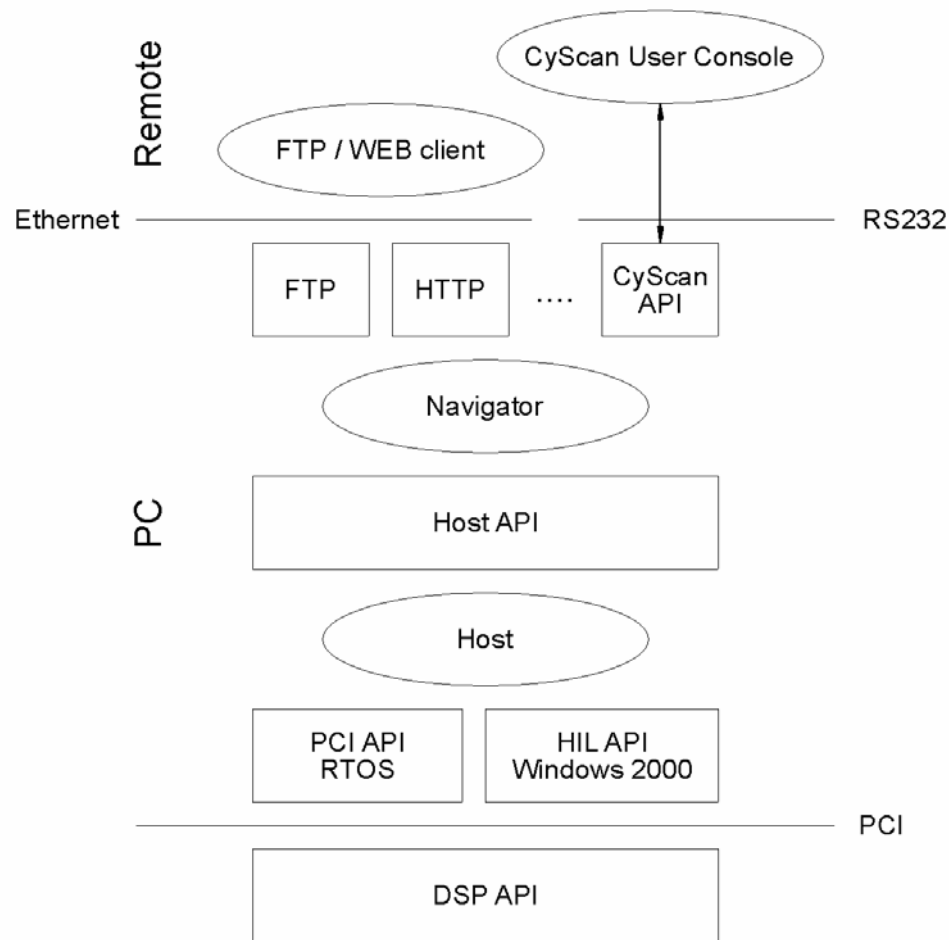 Remote
CyScan User Console
FTP / WEB client
Ethernet
RS232
FTP
HTTP
....
CyScan
API
Navigator
PC
Host API
Host
PCI API
RTOS
HIL API
Windows 2000
PCI
DSP API